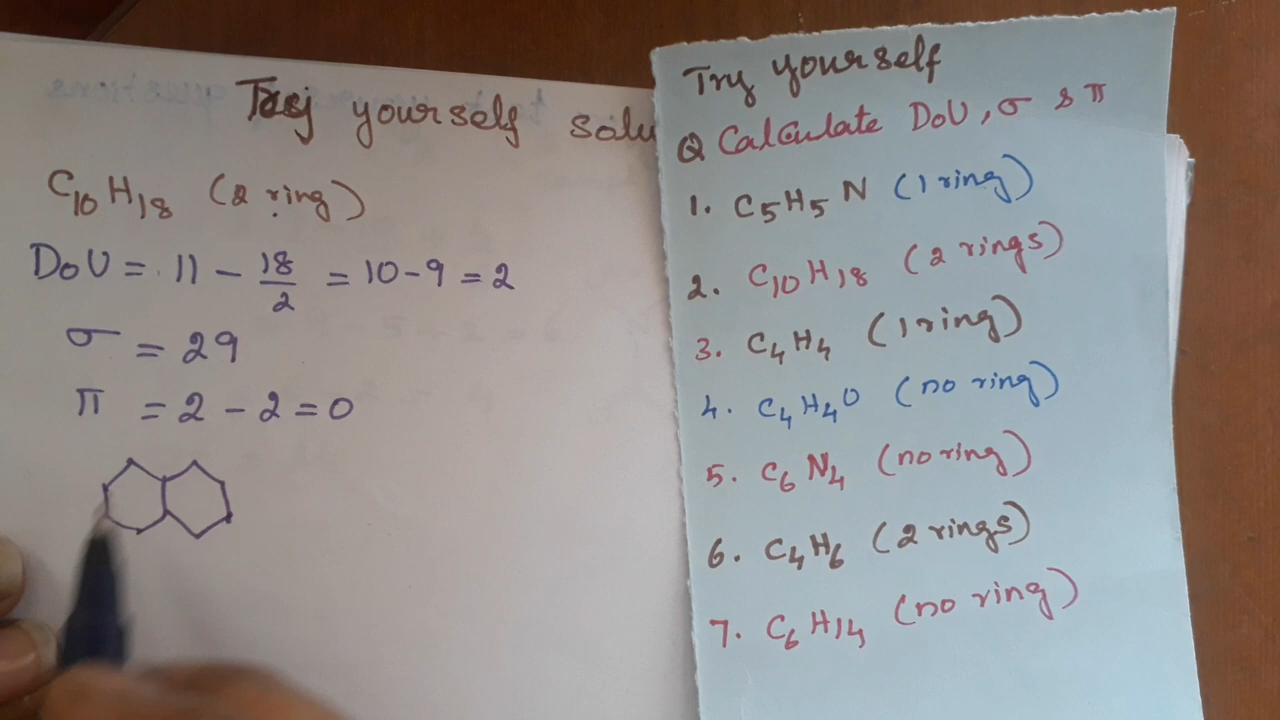 Try yourself solu
C10H18 (2 ring)
DoU = 11 - 18/2 = 10-9 = 2
σ = 29
π = 2 - 2 = 0
Try yourself
Q Calculate DoU, σ & π
1. C5H5N (1 ring)
2. C10H18 (2 rings)
3. C4H4 (1 ring)
4. C4H4O (no ring)
5. C6N4 (no ring)
6. C4H6 (2 rings)
7. C6H14 (no ring)